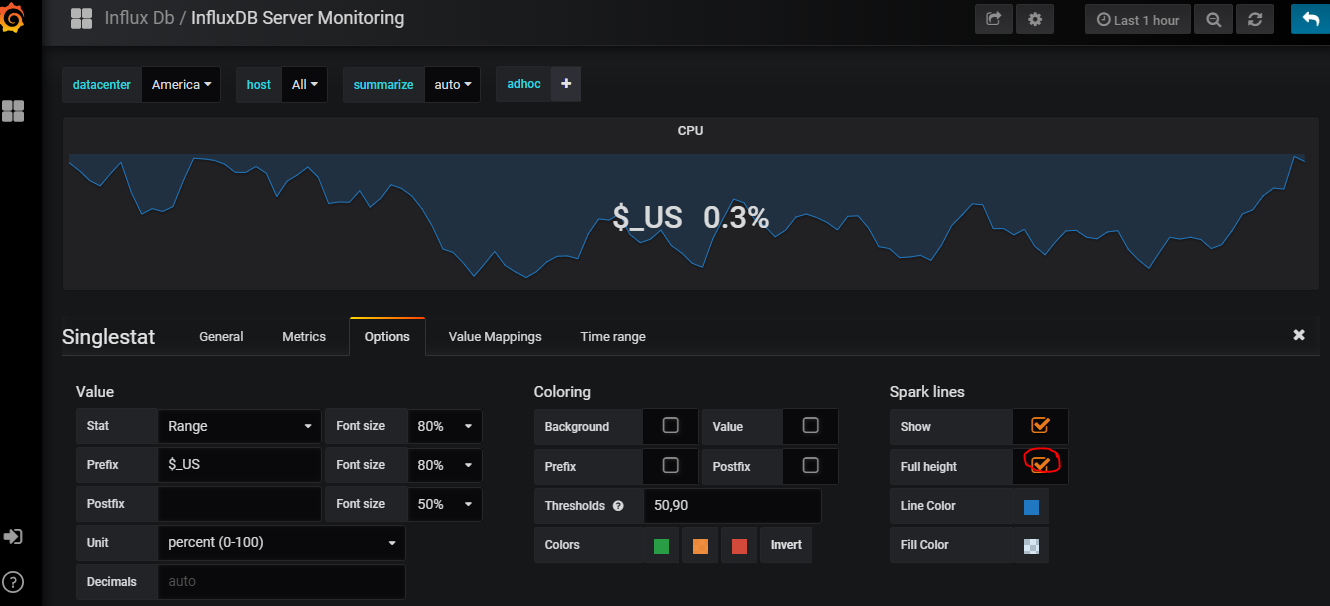 Influx Db / InfluxDB Server Monitoring
Last 1 hour
datacenter America host All summarize auto adhoc +
CPU
$_US 0.3%
Singlestat General Metrics Options Value Mappings Time range
Value Coloring Spark lines
Stat Range Font size 80% Background Value Show
Prefix $_US Font size 80% Prefix Postfix Full height
Postfix Font size 50% Thresholds ? 50,90 Line Color
Unit percent (0-100) Colors Invert Fill Color
Decimals auto
?